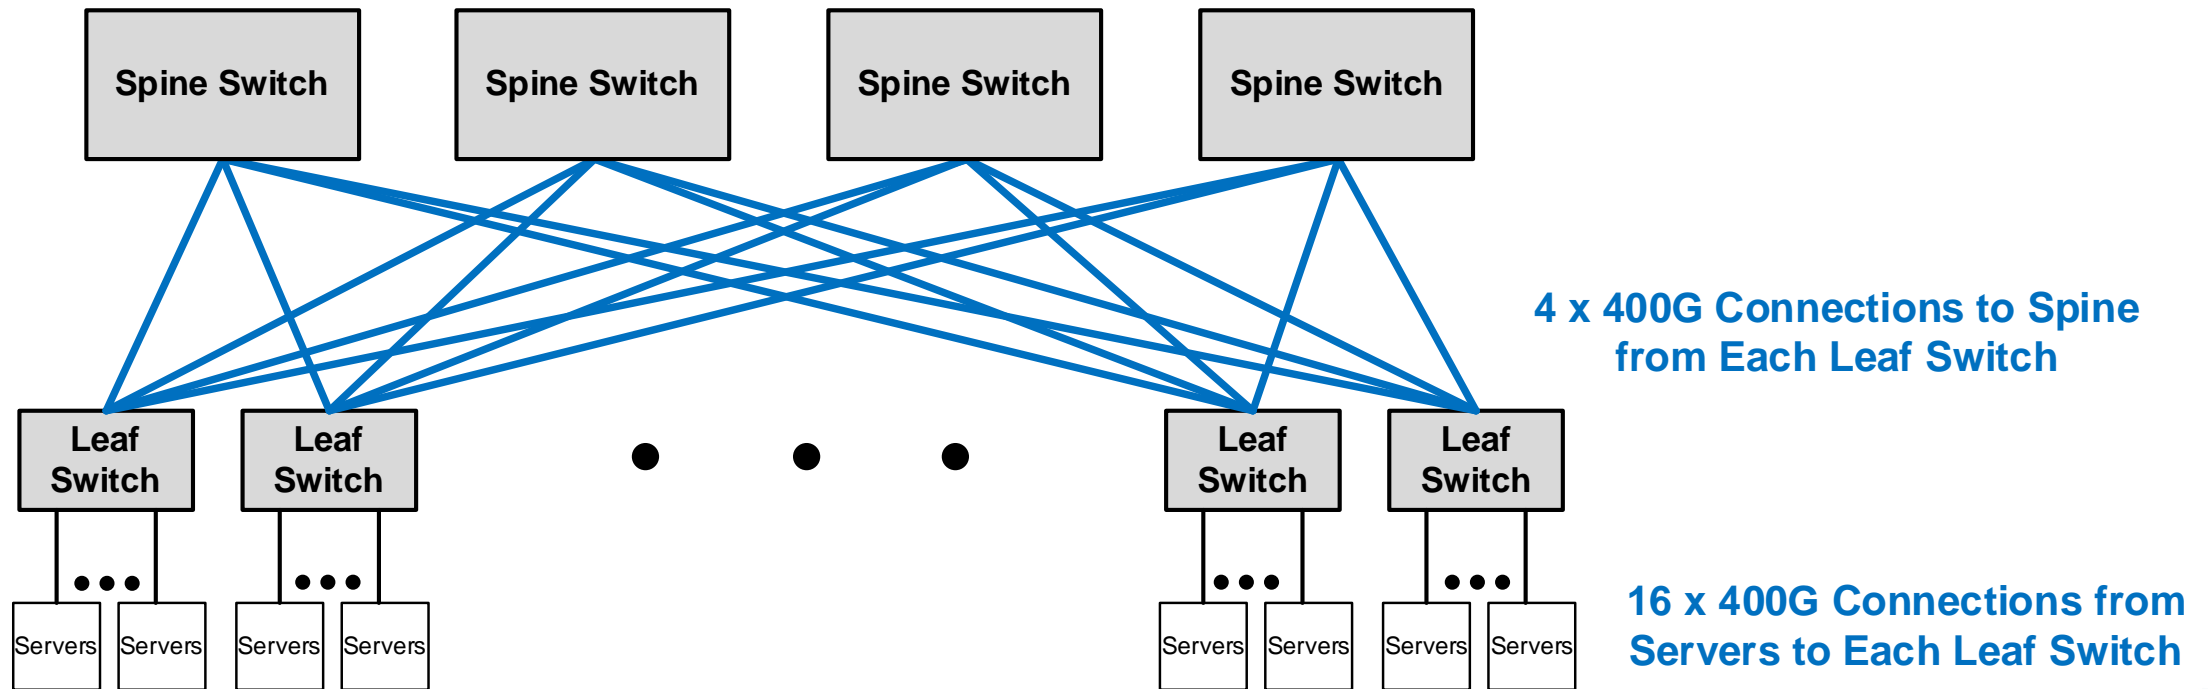 Spine Switch
Spine Switch
Spine Switch
Spine Switch
4 x 400G Connections to Spine
from Each Leaf Switch
Leaf
Switch
Leaf
Switch
Leaf
Switch
Leaf
Switch
16 x 400G Connections from
Servers to Each Leaf Switch
Servers
Servers
Servers
Servers
Servers
Servers
Servers
Servers